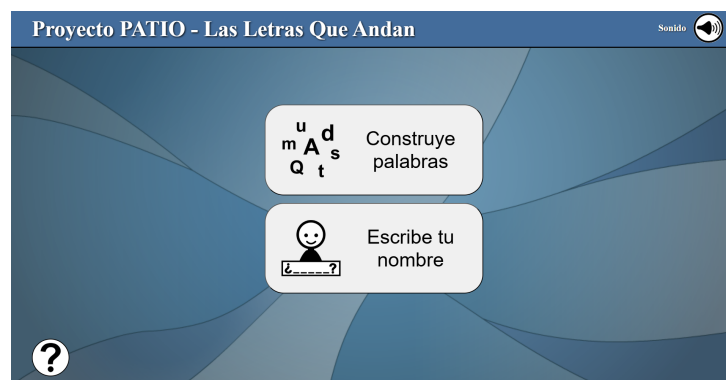 Proyecto PATIO - Las Letras Que Andan
Sonido
u
d
m
A
s
Q
t
Construye
palabras
¿_____?
Escribe tu
nombre
?